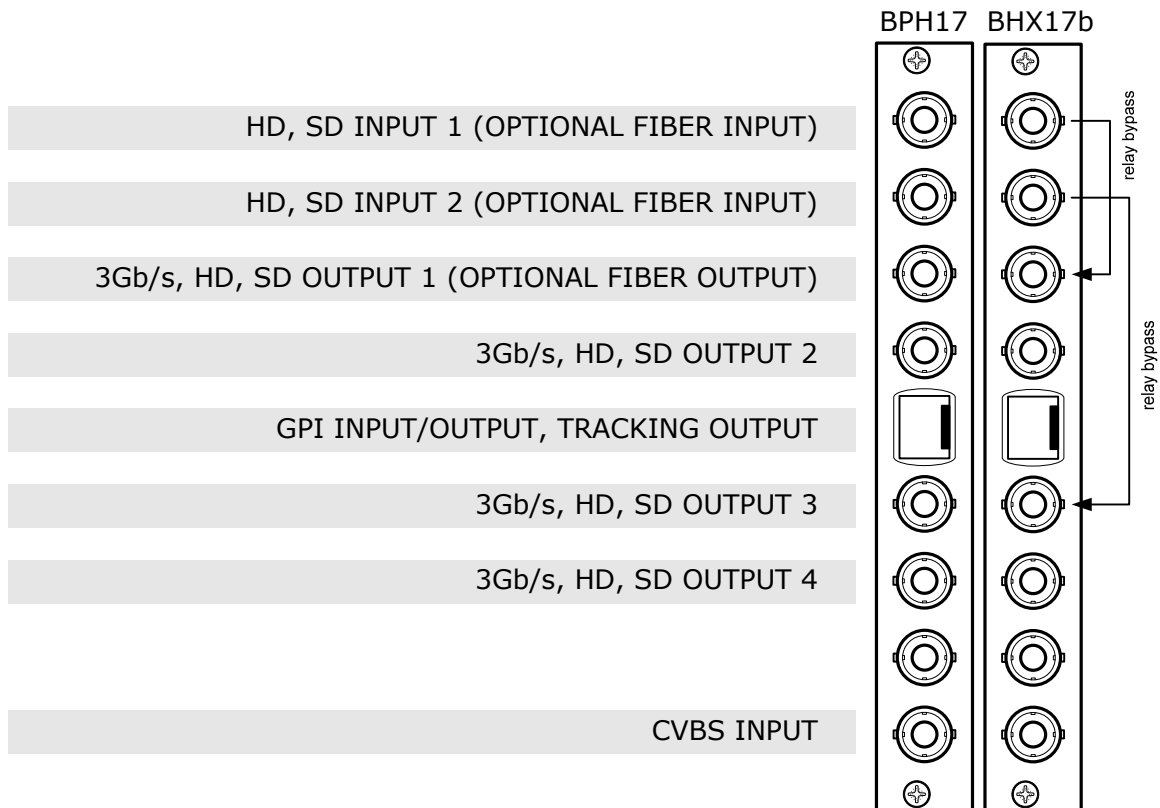 BPH17 BHX17b
HD, SD INPUT 1 (OPTIONAL FIBER INPUT)
relay bypass
HD, SD INPUT 2 (OPTIONAL FIBER INPUT)
3Gb/s, HD, SD OUTPUT 1 (OPTIONAL FIBER OUTPUT)
3Gb/s, HD, SD OUTPUT 2
relay bypass
GPI INPUT/OUTPUT, TRACKING OUTPUT
3Gb/s, HD, SD OUTPUT 3
3Gb/s, HD, SD OUTPUT 4
CVBS INPUT